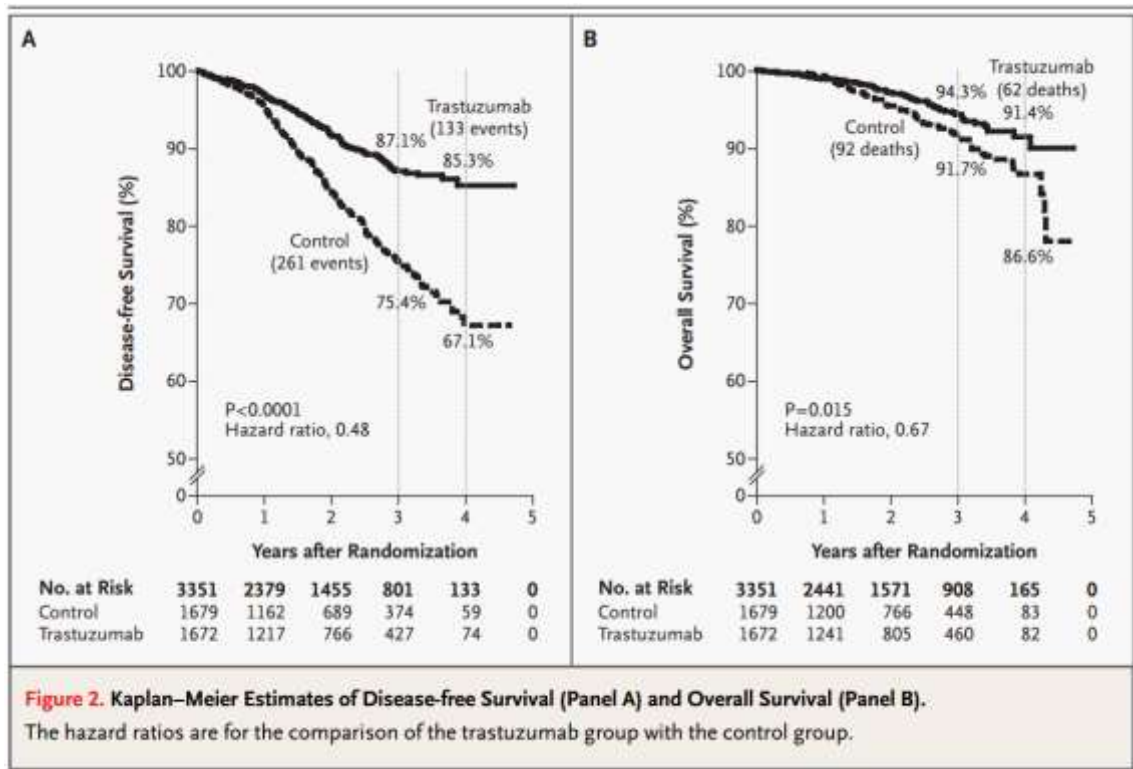 A
Disease-free Survival (%)
100
90
80
70
60
50
0
Trastuzumab
(133 events)
87.1%
85.3%
Control
(261 events)
75.4%
67.1%
P<0.0001
Hazard ratio, 0.48
0 1 2 3 4 5
Years after Randomization
No. at Risk 3351 2379 1455 801 133 0
Control 1679 1162 689 374 59 0
Trastuzumab 1672 1217 766 427 74 0
B
Overall Survival (%)
100
90
80
70
60
50
0
Trastuzumab
(62 deaths)
94.3%
91.4%
Control
(92 deaths)
91.7%
86.6%
P=0.015
Hazard ratio, 0.67
0 1 2 3 4 5
Years after Randomization
No. at Risk 3351 2441 1571 908 165 0
Control 1679 1200 766 448 83 0
Trastuzumab 1672 1241 805 460 82 0
Figure 2. Kaplan–Meier Estimates of Disease-free Survival (Panel A) and Overall Survival (Panel B).
The hazard ratios are for the comparison of the trastuzumab group with the control group.